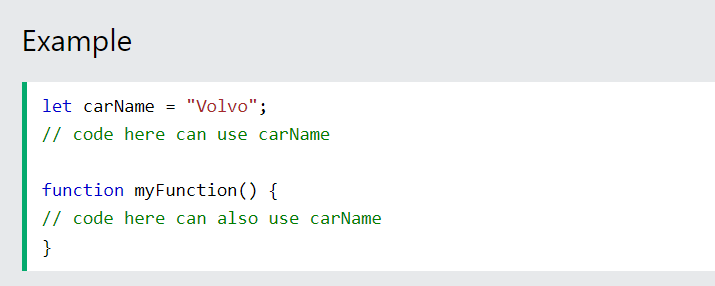 Example
let carName = "Volvo";
// code here can use carName
function myFunction() {
// code here can also use carName
}